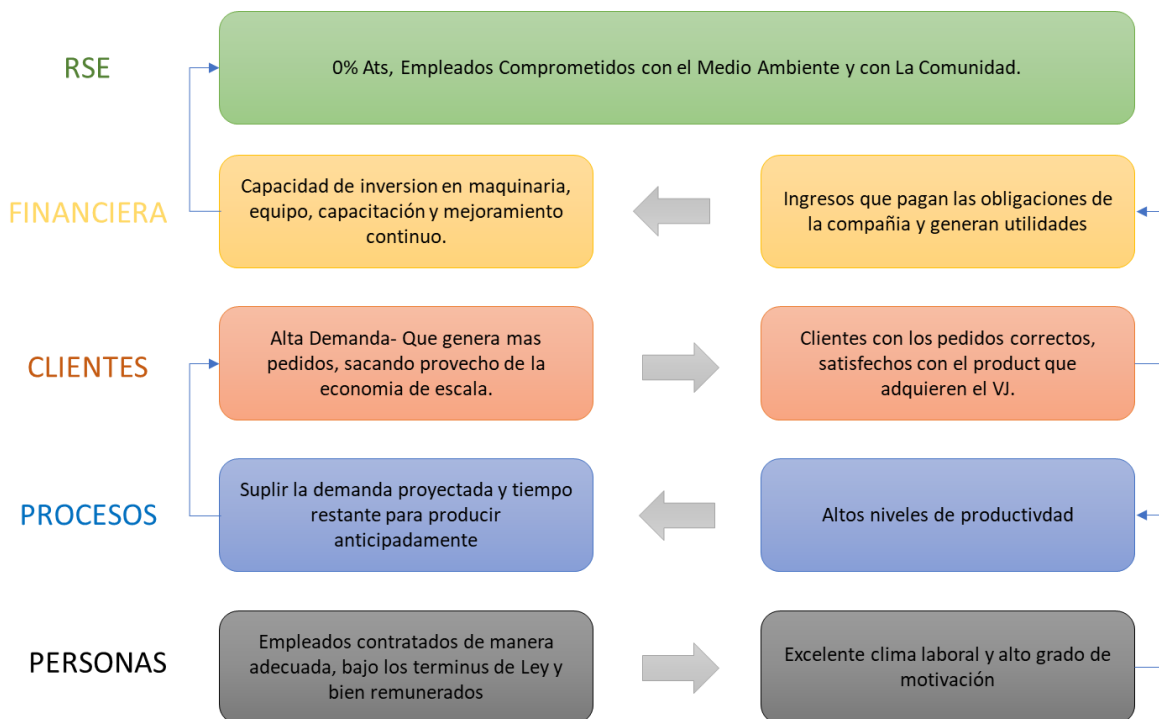 RSE
0% Ats, Empleados Comprometidos con el Medio Ambiente y con La Comunidad.
FINANCIERA
Capacidad de inversion en maquinaria,
equipo, capacitación y mejoramiento
continuo.
Ingresos que pagan las obligaciones de
la compañia y generan utilidades
CLIENTES
Alta Demanda- Que genera mas
pedidos, sacando provecho de la
economia de escala.
Clientes con los pedidos correctos,
satisfechos con el product que
adquieren el VJ.
PROCESOS
Suplir la demanda proyectada y tiempo
restante para producir
anticipadamente
Altos niveles de productivdad
PERSONAS
Empleados contratados de manera
adecuada, bajo los terminus de Ley y
bien remunerados
Excelente clima laboral y alto grado de
motivación